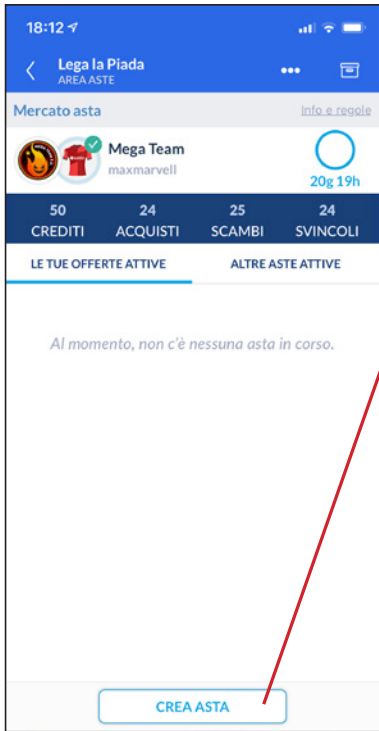 18:12
Lega la Piada
AREA ASTE
Mercato asta
Info e regole
Mega Team
maxmarvell
20g 19h
50 24 25 24
CREDITI ACQUISTI SCAMBI SVINCOLI
LE TUE OFFERTE ATTIVE ALTRE ASTE ATTIVE
Al momento, non c'è nessuna asta in corso.
CREA ASTA